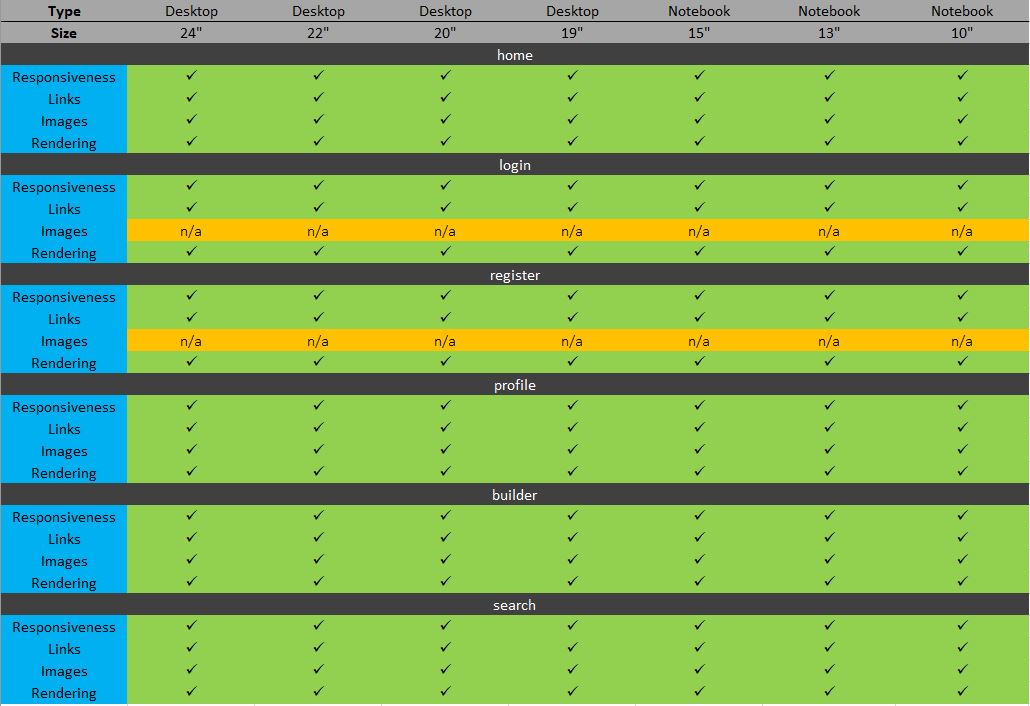 Type Desktop Desktop Desktop Desktop Notebook Notebook Notebook
Size 24" 22" 20" 19" 15" 13" 10"
home
Responsiveness ✓ ✓ ✓ ✓ ✓ ✓ ✓
Links ✓ ✓ ✓ ✓ ✓ ✓ ✓
Images ✓ ✓ ✓ ✓ ✓ ✓ ✓
Rendering ✓ ✓ ✓ ✓ ✓ ✓ ✓
login
Responsiveness ✓ ✓ ✓ ✓ ✓ ✓ ✓
Links ✓ ✓ ✓ ✓ ✓ ✓ ✓
Images n/a n/a n/a n/a n/a n/a n/a
Rendering ✓ ✓ ✓ ✓ ✓ ✓ ✓
register
Responsiveness ✓ ✓ ✓ ✓ ✓ ✓ ✓
Links ✓ ✓ ✓ ✓ ✓ ✓ ✓
Images n/a n/a n/a n/a n/a n/a n/a
Rendering ✓ ✓ ✓ ✓ ✓ ✓ ✓
profile
Responsiveness ✓ ✓ ✓ ✓ ✓ ✓ ✓
Links ✓ ✓ ✓ ✓ ✓ ✓ ✓
Images ✓ ✓ ✓ ✓ ✓ ✓ ✓
Rendering ✓ ✓ ✓ ✓ ✓ ✓ ✓
builder
Responsiveness ✓ ✓ ✓ ✓ ✓ ✓ ✓
Links ✓ ✓ ✓ ✓ ✓ ✓ ✓
Images ✓ ✓ ✓ ✓ ✓ ✓ ✓
Rendering ✓ ✓ ✓ ✓ ✓ ✓ ✓
search
Responsiveness ✓ ✓ ✓ ✓ ✓ ✓ ✓
Links ✓ ✓ ✓ ✓ ✓ ✓ ✓
Images ✓ ✓ ✓ ✓ ✓ ✓ ✓
Rendering ✓ ✓ ✓ ✓ ✓ ✓ ✓